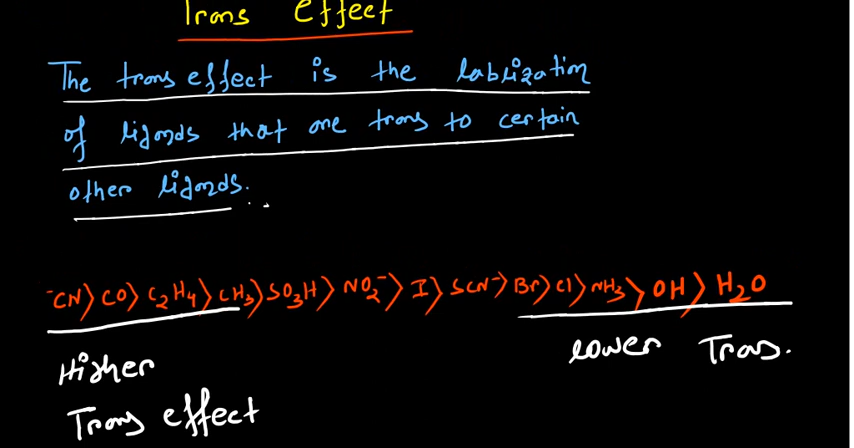 Trans Effect
The trans effect is the lablization
of ligands that are trans to certain
other ligands.
⁻CN > CO > C₂H₄ > CH₃ > SO₃H > NO₂⁻ > I > SCN⁻ > Br > Cl > NH₃ > OH > H₂O
Higher lower Trans.
Trans effect